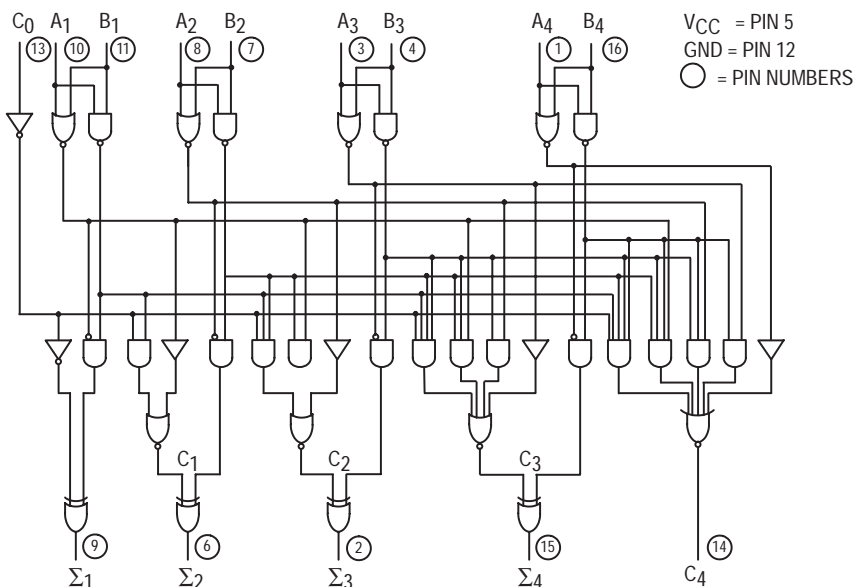 C0 A1 B1 A2 B2 A3 B3 A4 B4
13 10 11 8 7 3 4 1 16
VCC = PIN 5
GND = PIN 12
= PIN NUMBERS
C1 C2 C3
9 6 2 15 14
Σ1 Σ2 Σ3 Σ4 C4